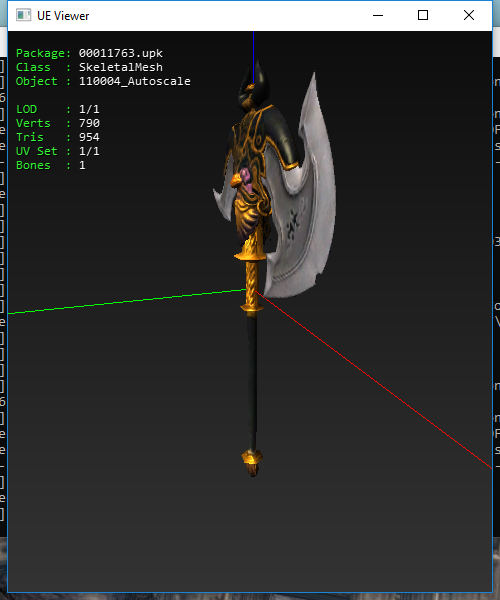 UE Viewer
Package: 00011763.upk
Class  : SkeletalMesh
Object : 110004_Autoscale
LOD    : 1/1
Verts  : 790
Tris   : 954
UV Set : 1/1
Bones  : 1